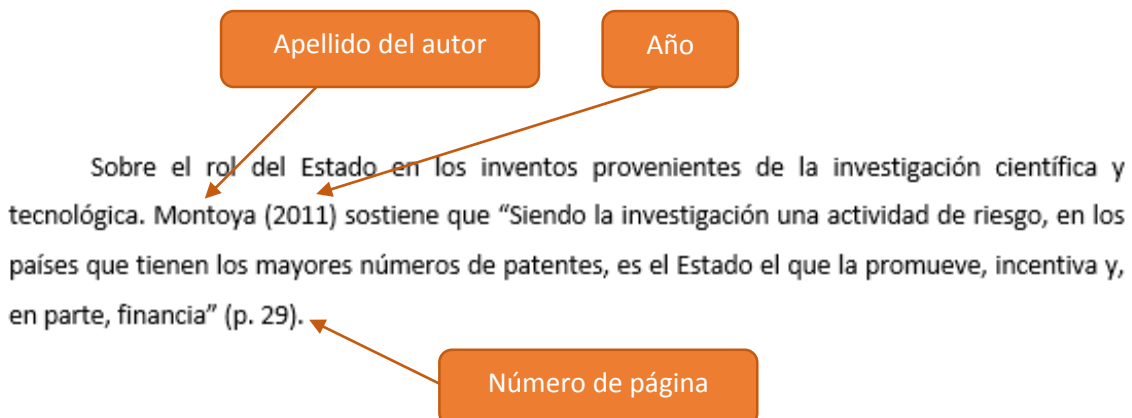 Apellido del autor
Año
Sobre el rol del Estado en los inventos provenientes de la investigación científica y
tecnológica. Montoya (2011) sostiene que “Siendo la investigación una actividad de riesgo, en los
países que tienen los mayores números de patentes, es el Estado el que la promueve, incentiva y,
en parte, financia” (p. 29).
Número de página